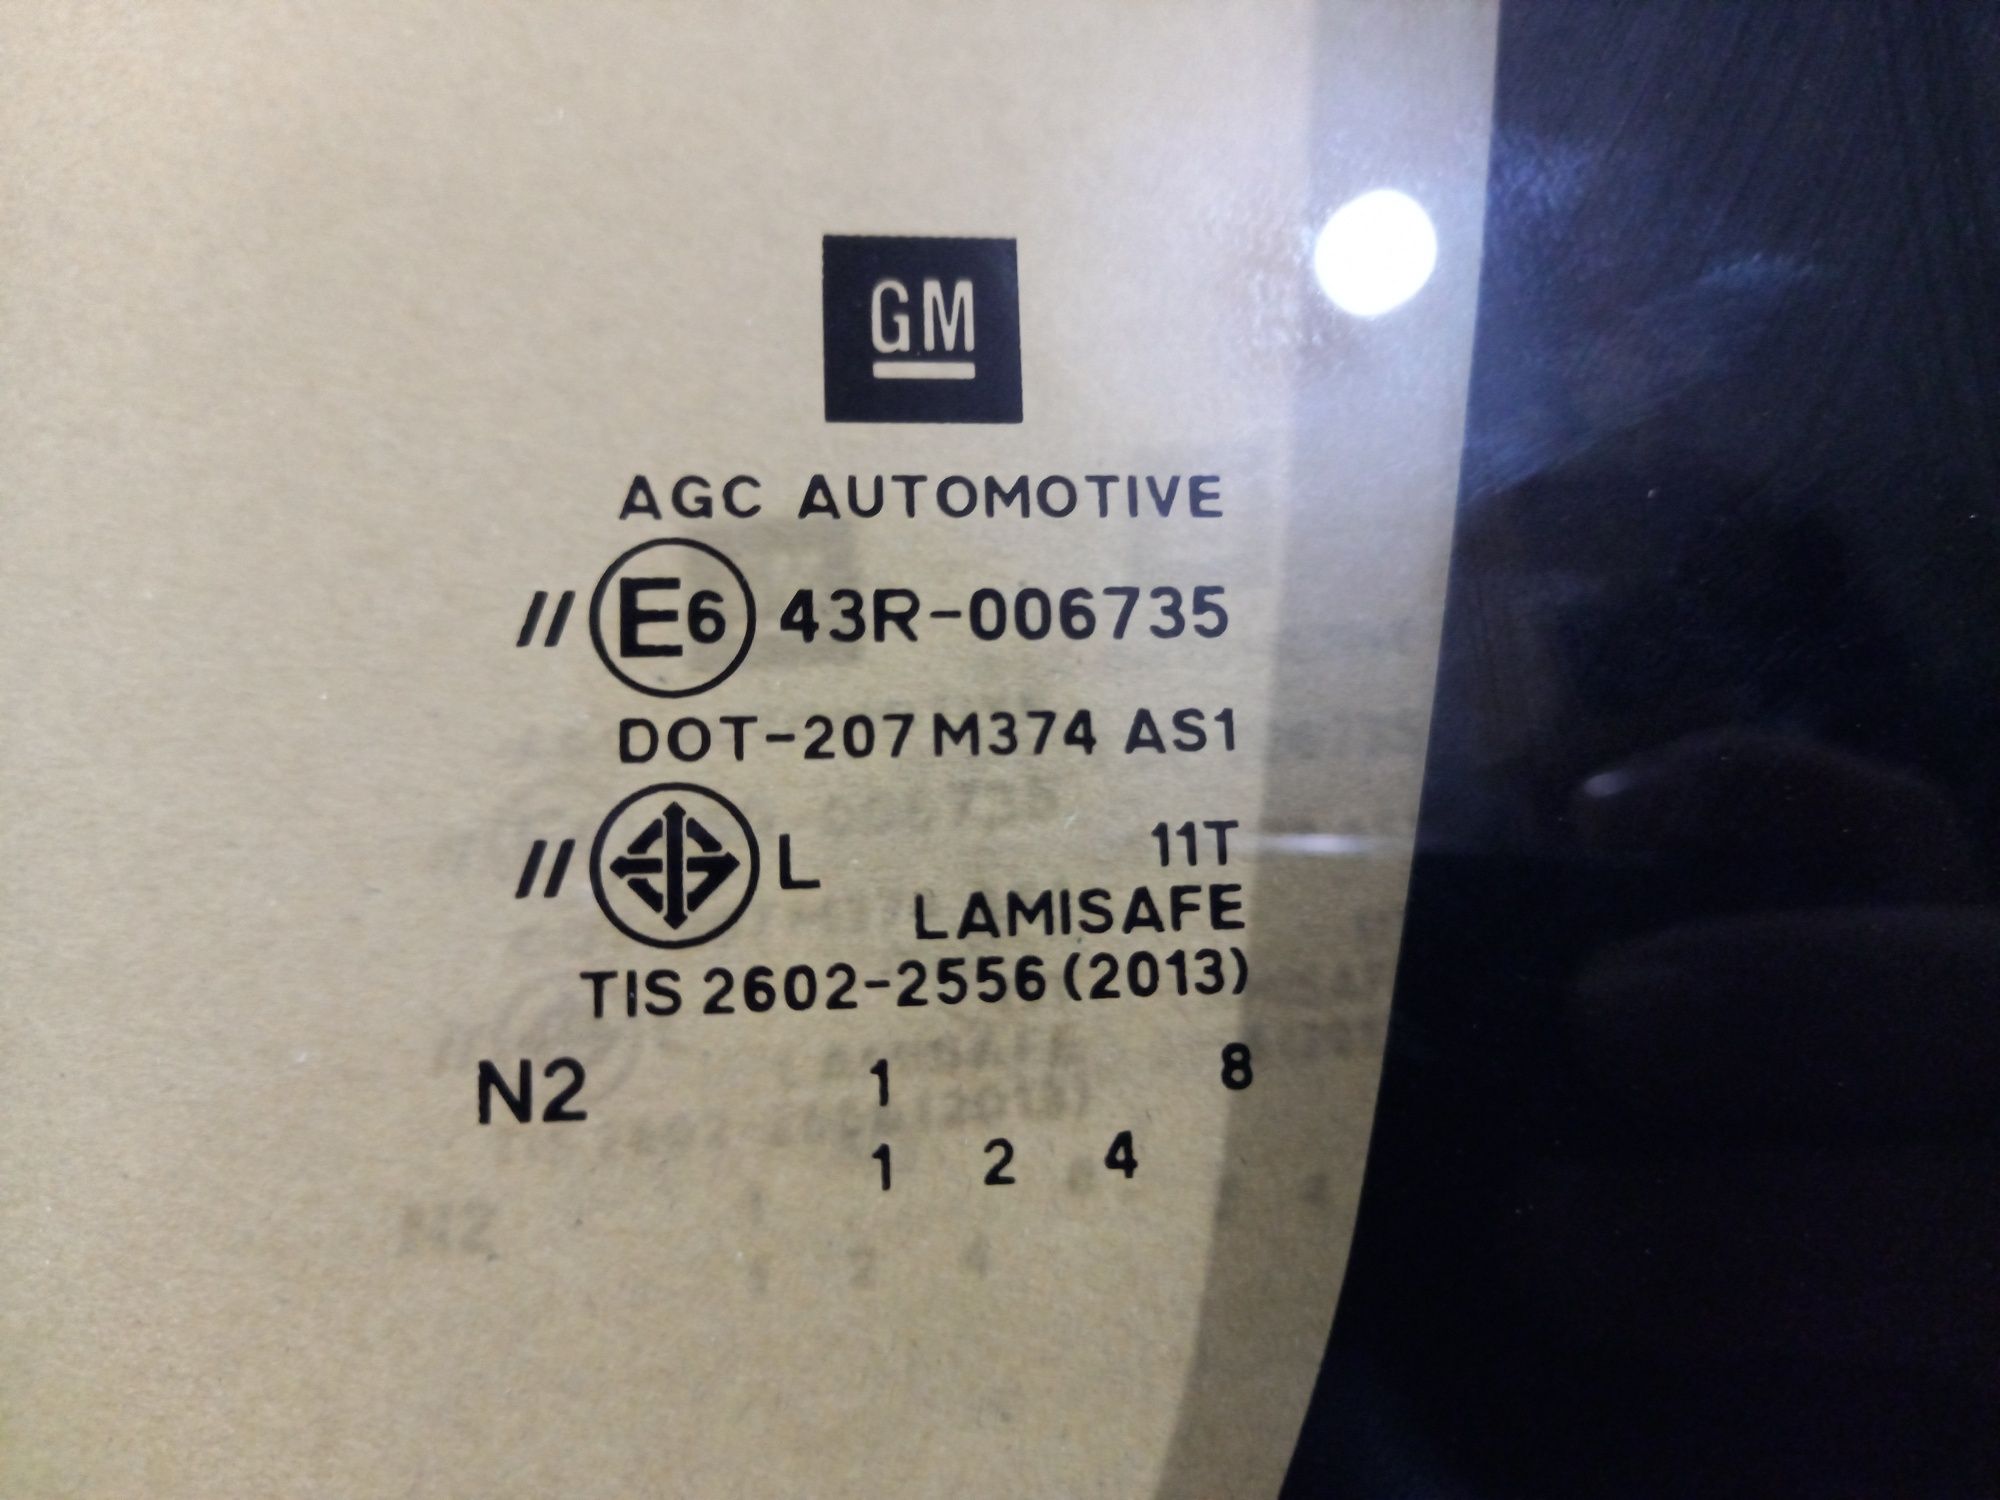 GM
AGC AUTOMOTIVE
// E6 43R-006735
DOT-207 M374 AS1
// L 11T
LAMISAFE
TIS 2602-2556 (2013)
N2 1 8
1 2 4